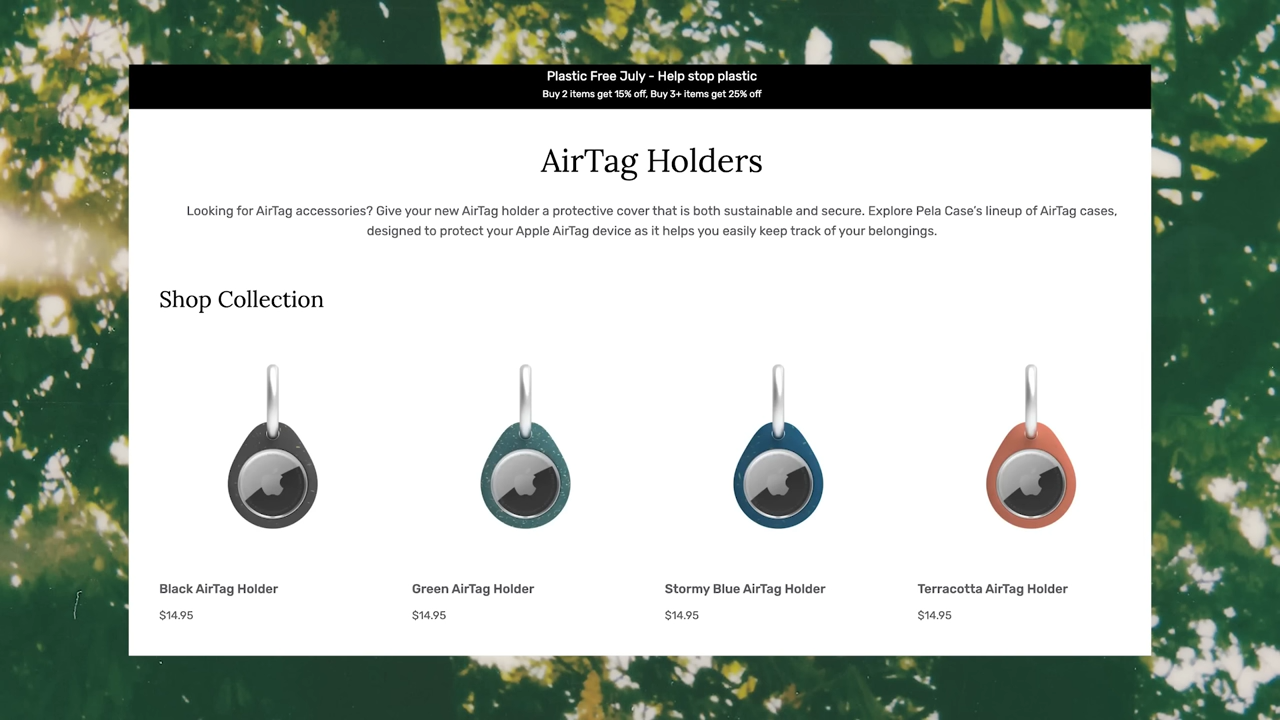 Plastic Free July - Help stop plastic
Buy 2 items get 15% off, Buy 3+ items get 25% off
AirTag Holders
Looking for AirTag accessories? Give your new AirTag holder a protective cover that is both sustainable and secure. Explore Pela Case's lineup of AirTag cases,
designed to protect your Apple AirTag device as it helps you easily keep track of your belongings.
Shop Collection
Black AirTag Holder
$14.95
Green AirTag Holder
$14.95
Stormy Blue AirTag Holder
$14.95
Terracotta AirTag Holder
$14.95